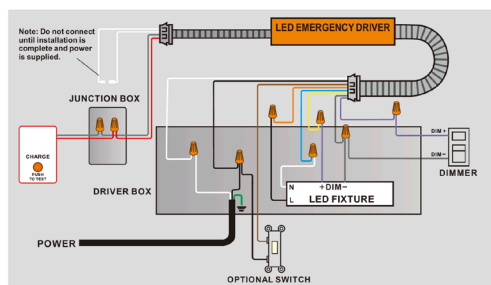 Note: Do not connect
until installation is
complete and power
is supplied.
LED EMERGENCY DRIVER
JUNCTION BOX
CHARGE
PUSH
TO TEST
DRIVER BOX
DIM +
DIM−
DIMMER
N
+DIM−
L
LED FIXTURE
POWER
OPTIONAL SWITCH